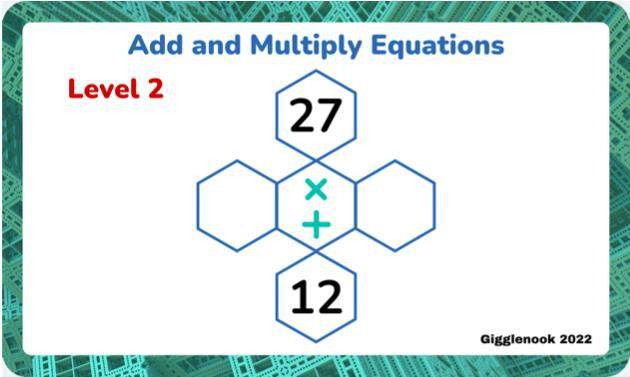 Add and Multiply Equations
Level 2
27
×
+
12
Gigglenook 2022